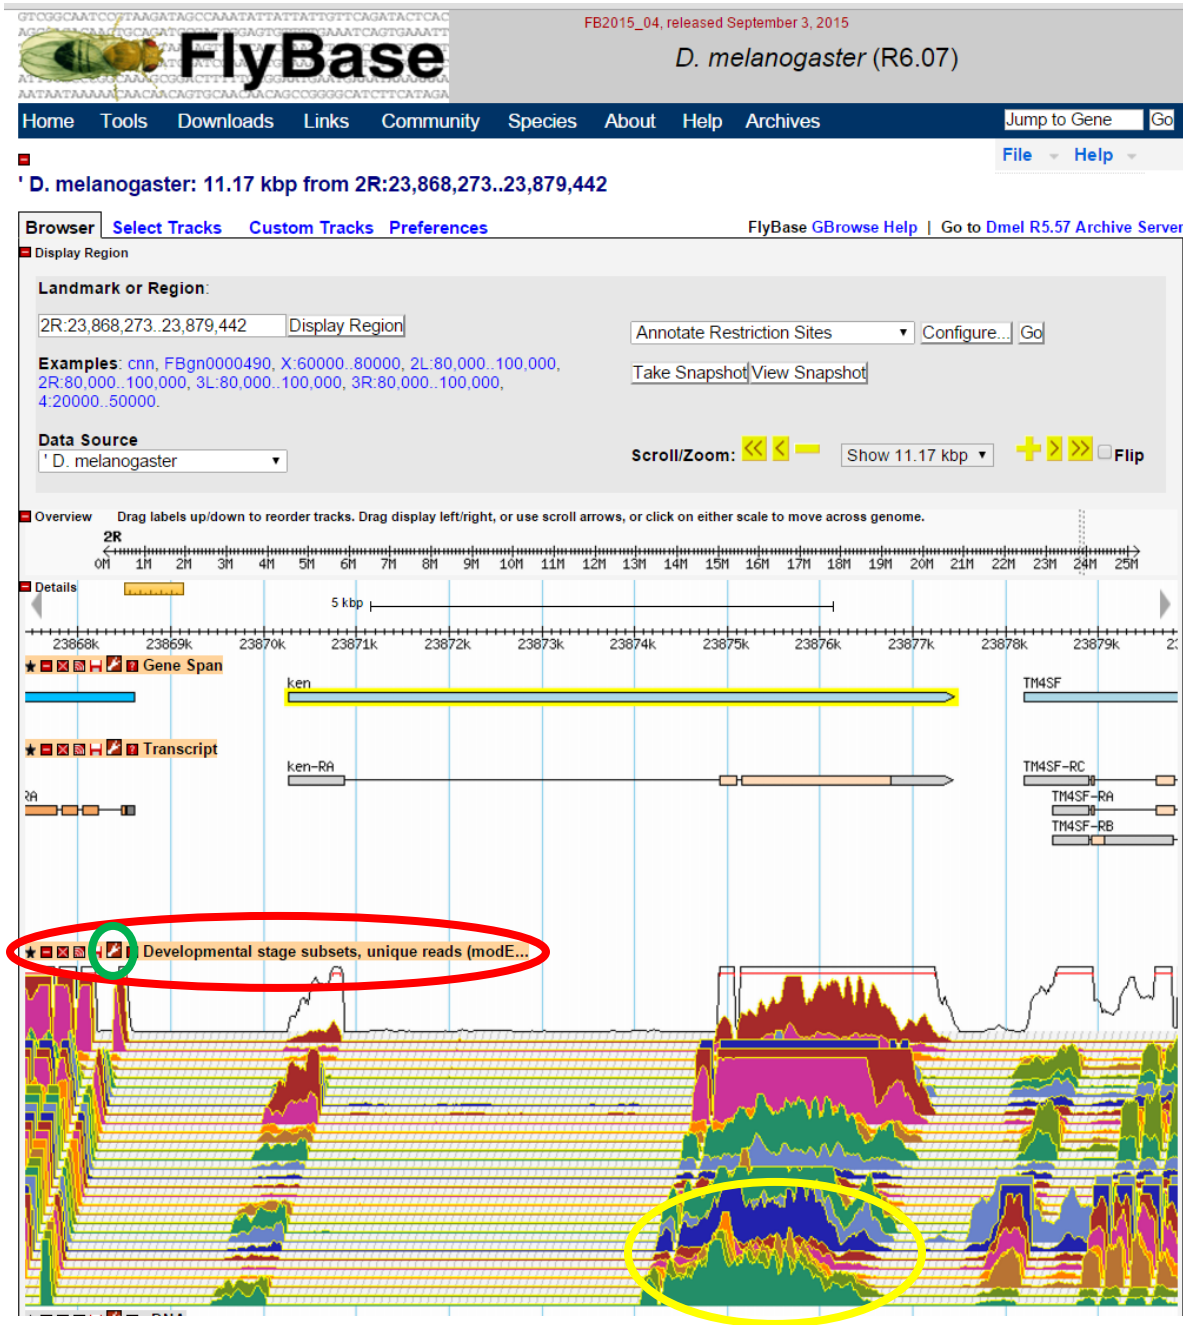 FlyBase
FB2015_04, released September 3, 2015
D. melanogaster (R6.07)
Home Tools Downloads Links Community Species About Help Archives Jump to Gene Go
File Help
' D. melanogaster: 11.17 kbp from 2R:23,868,273..23,879,442
Browser Select Tracks Custom Tracks Preferences FlyBase GBrowse Help | Go to Dmel R5.57 Archive Server
Display Region
Landmark or Region:
2R:23,868,273..23,879,442 Display Region
Annotate Restriction Sites Configure... Go
Examples: cnn, FBgn0000490, X:60000..80000, 2L:80,000..100,000,
2R:80,000..100,000, 3L:80,000..100,000, 3R:80,000..100,000,
4:20000..50000.
Take Snapshot View Snapshot
Data Source
' D. melanogaster
Scroll/Zoom: Show 11.17 kbp Flip
Overview Drag labels up/down to reorder tracks. Drag display left/right, or use scroll arrows, or click on either scale to move across genome.
2R
0M 1M 2M 3M 4M 5M 6M 7M 8M 9M 10M 11M 12M 13M 14M 15M 16M 17M 18M 19M 20M 21M 22M 23M 24M 25M
Details
5 kbp
23868k 23869k 23870k 23871k 23872k 23873k 23874k 23875k 23876k 23877k 23878k 23879k
Gene Span
ken TM4SF
Transcript
ken-RA TM4SF-RC
RA TM4SF-RA
TM4SF-RB
Developmental stage subsets, unique reads (modE...